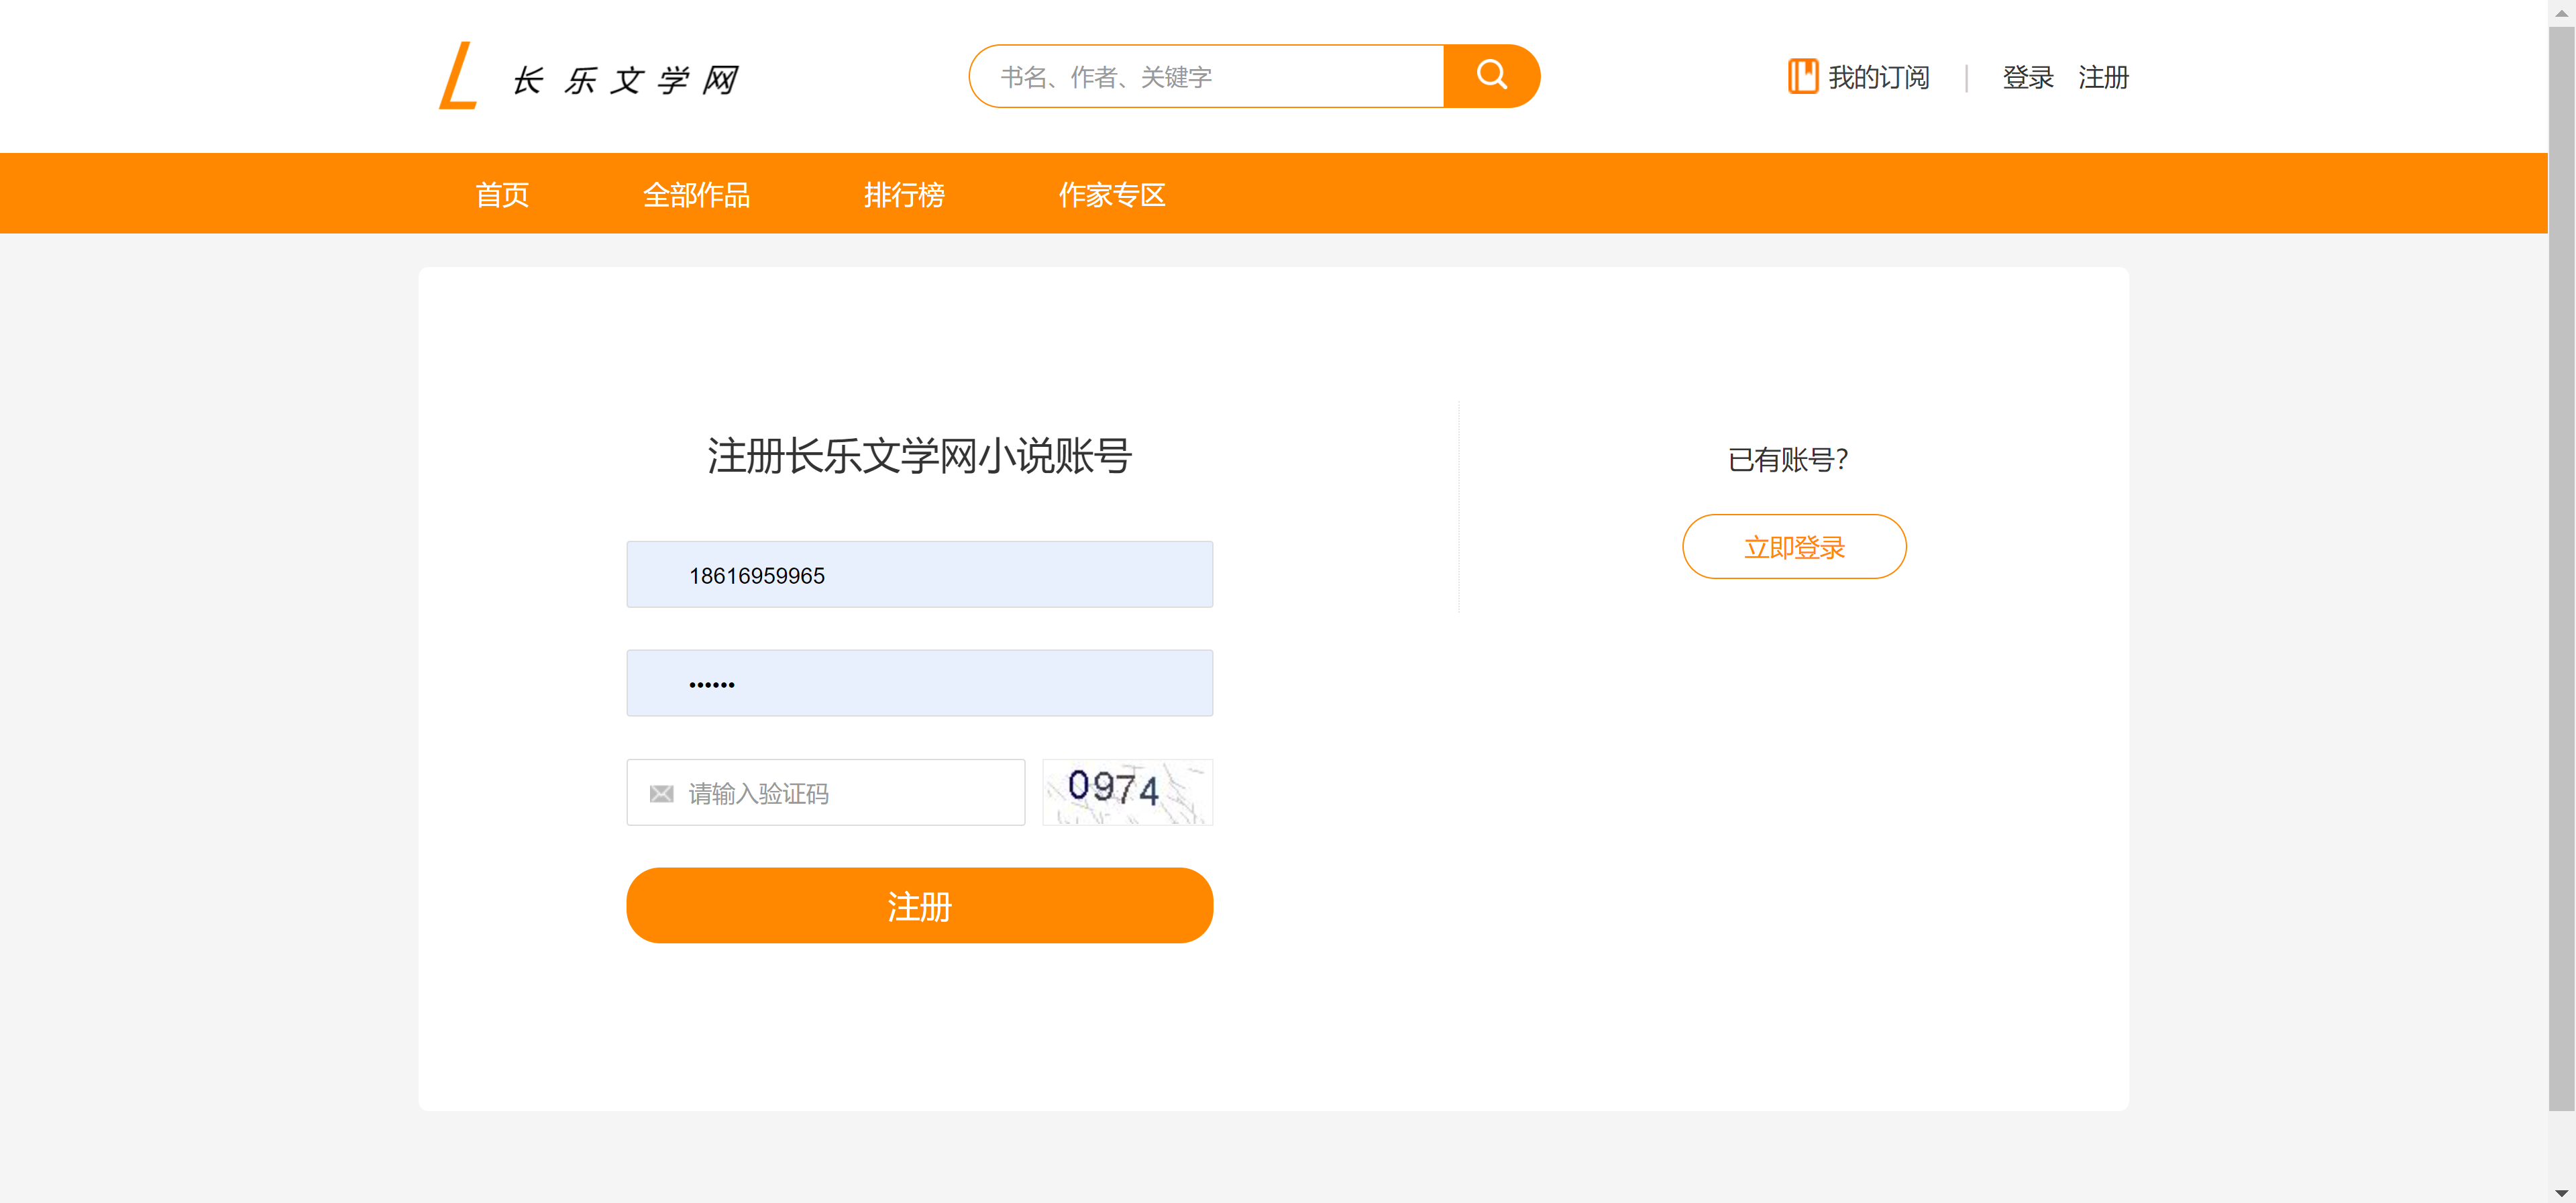 L 长乐文学网
书名、作者、关键字
我的订阅 | 登录 注册
首页 全部作品 排行榜 作家专区
注册长乐文学网小说账号
已有账号?
18616959965
立即登录
••••••
请输入验证码 0974
注册